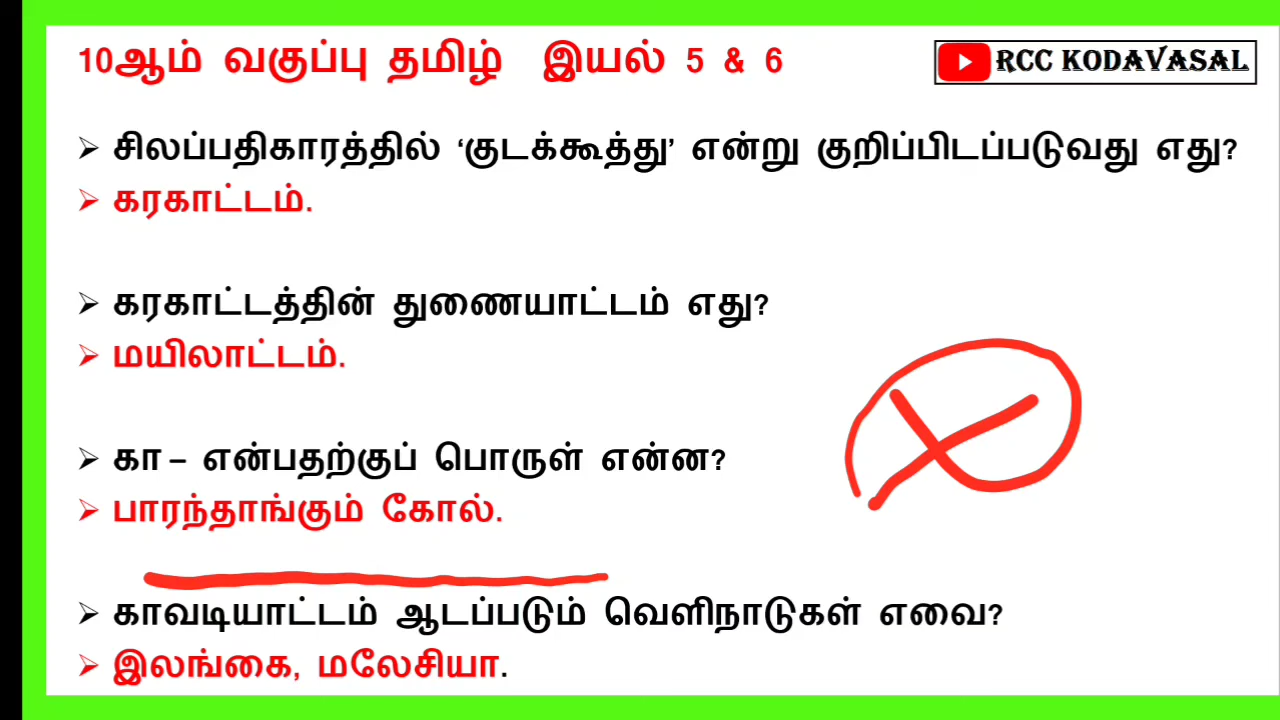 10ஆம் வகுப்பு தமிழ் இயல் 5 & 6
RCC KODAVASAL
➢ சிலப்பதிகாரத்தில் ‘குடக்கூத்து’ என்று குறிப்பிடப்படுவது எது?
➢ கரகாட்டம்.
➢ கரகாட்டத்தின் துணையாட்டம் எது?
➢ மயிலாட்டம்.
➢ கா – என்பதற்குப் பொருள் என்ன?
➢ பாரந்தாங்கும் கோல்.
➢ காவடியாட்டம் ஆடப்படும் வெளிநாடுகள் எவை?
➢ இலங்கை, மலேசியா.